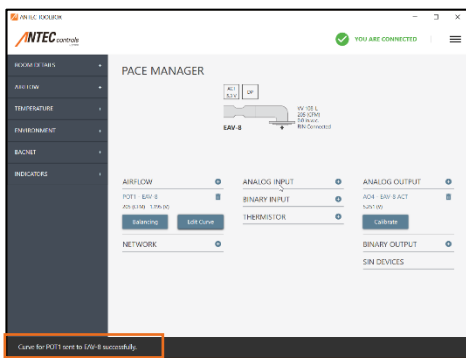 ANTEC TOOLBOX
ANTEC controls
YOU ARE CONNECTED
ROOM DETAILS
AIRFLOW
TEMPERATURE
ENVIRONMENT
BACNET
INDICATORS
PACE MANAGER
ACT
DP
EAV-8
AIRFLOW
POT1 - EAV-8
Balancing
Edit Curve
NETWORK
ANALOG INPUT
BINARY INPUT
THERMISTOR
ANALOG OUTPUT
AO4 - EAV-8 ACT
Calibrate
BINARY OUTPUT
SIN DEVICES
Curve for POT1 sent to EAV-8 successfully.